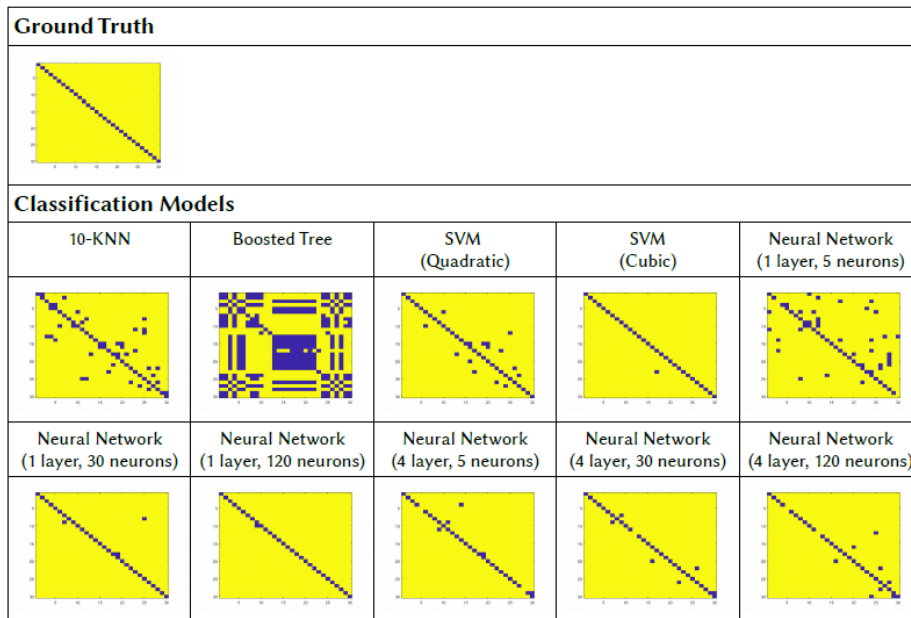 Ground Truth
Classification Models
10-KNN
Boosted Tree
SVM
(Quadratic)
SVM
(Cubic)
Neural Network
(1 layer, 5 neurons)
Neural Network
(1 layer, 30 neurons)
Neural Network
(1 layer, 120 neurons)
Neural Network
(4 layer, 5 neurons)
Neural Network
(4 layer, 30 neurons)
Neural Network
(4 layer, 120 neurons)